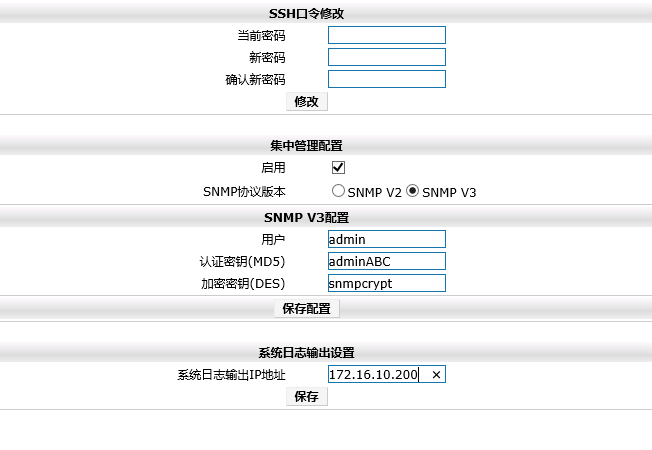 SSH口令修改
当前密码
新密码
确认新密码
修改
集中管理配置
启用
SNMP协议版本 SNMP V2 SNMP V3
SNMP V3配置
用户 admin
认证密钥(MD5) adminABC
加密密钥(DES) snmpcrypt
保存配置
系统日志输出设置
系统日志输出IP地址 172.16.10.200 ✕
保存